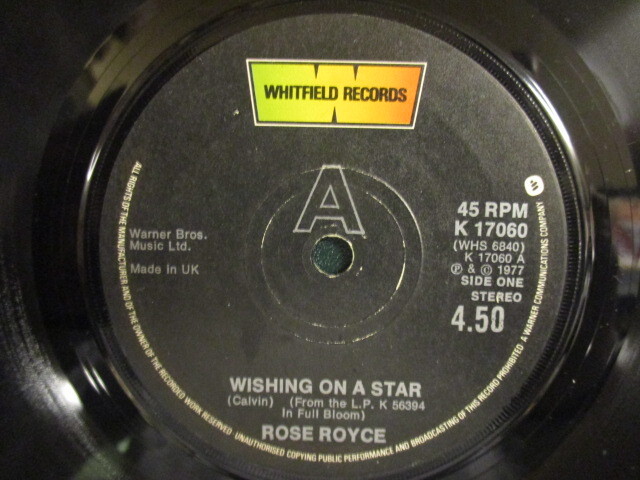 WHITFIELD RECORDS
A
45 RPM
K 17060
(WHS 6840)
K 17060 A
℗ & © 1977
SIDE ONE
STEREO
4.50
Warner Bros.
Music Ltd.
Made in UK
WISHING ON A STAR
(Calvin) (From the L.P. K 56394
In Full Bloom)
ROSE ROYCE
ALL RIGHTS OF THE MANUFACTURER AND OF THE OWNER OF THE RECORDED WORK RESERVED UNAUTHORISED COPYING PUBLIC PERFORMANCE AND BROADCASTING OF THIS RECORD PROHIBITED A WARNER COMMUNICATIONS COMPANY